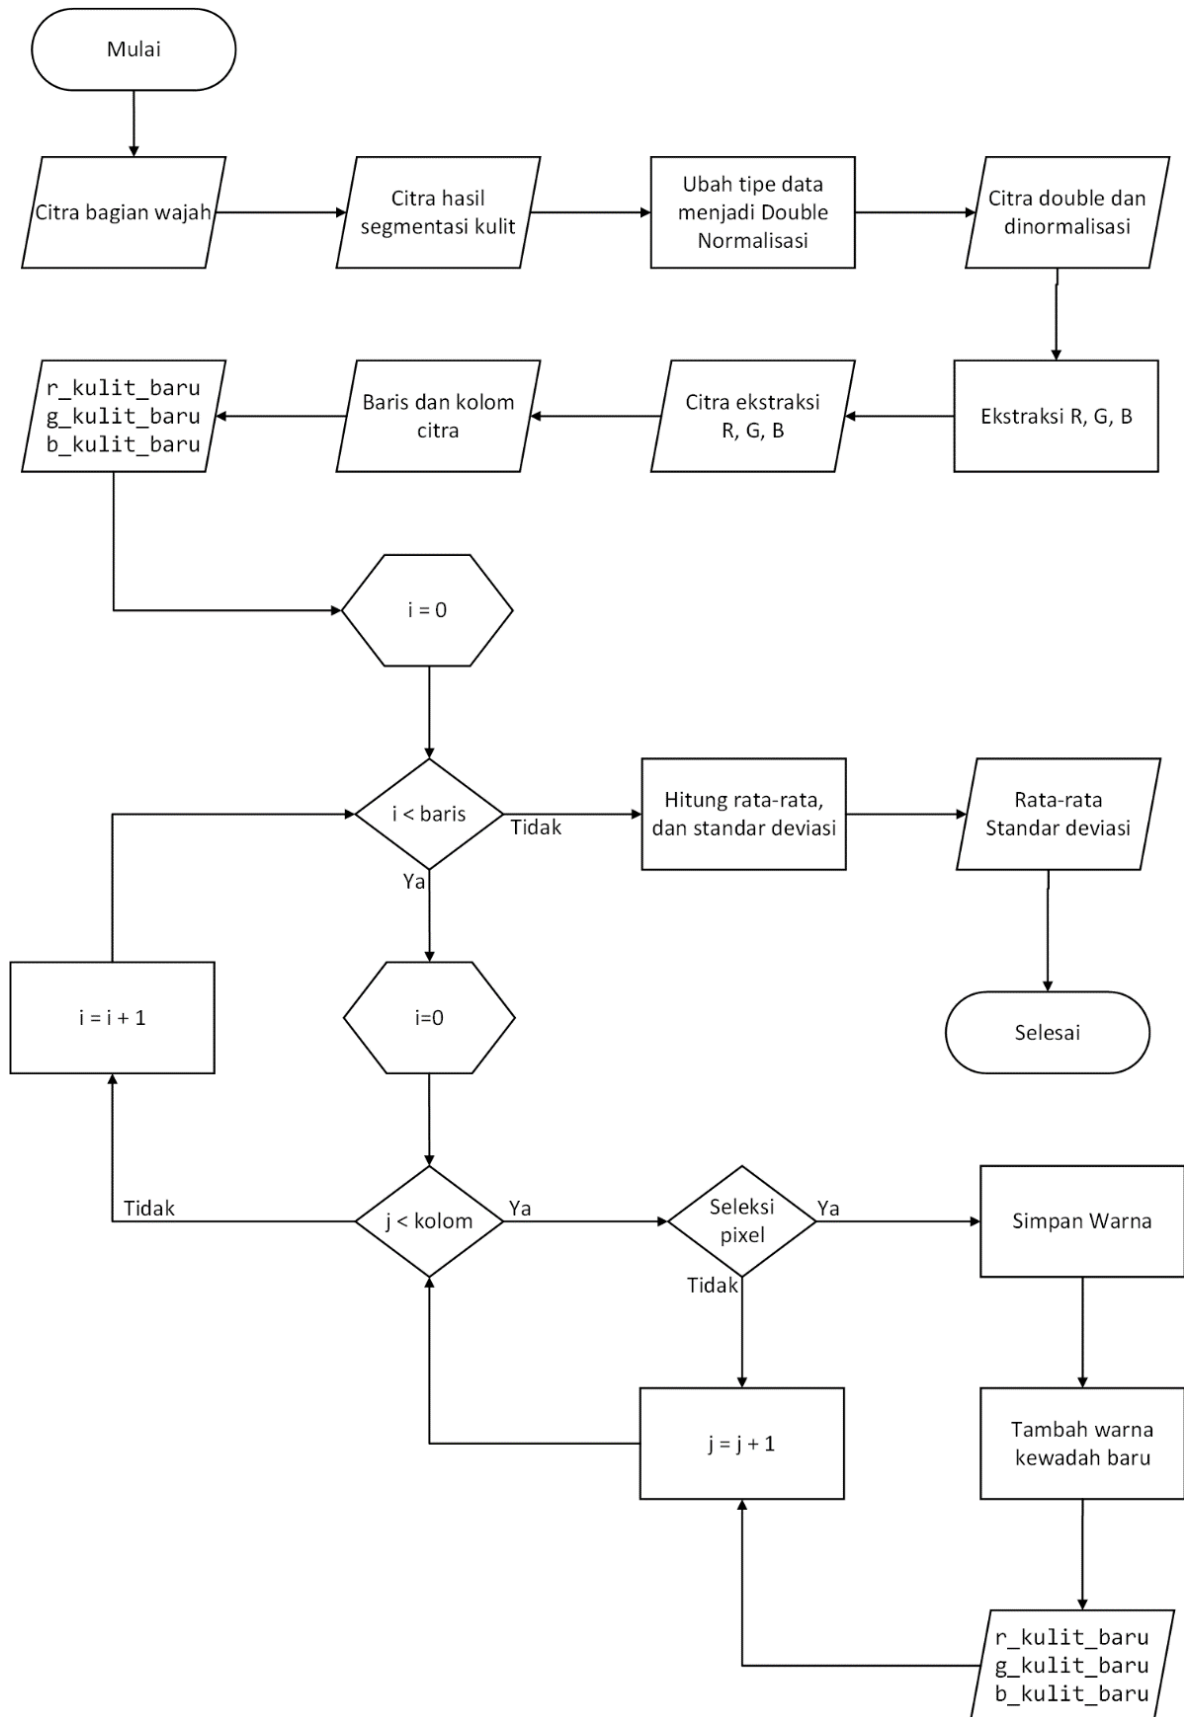 Mulai
Citra bagian wajah
Citra hasil
segmentasi kulit
Ubah tipe data
menjadi Double
Normalisasi
Citra double dan
dinormalisasi
r_kulit_baru
g_kulit_baru
b_kulit_baru
Baris dan kolom
citra
Citra ekstraksi
R, G, B
Ekstraksi R, G, B
i = 0
i < baris
Tidak
Ya
Hitung rata-rata,
dan standar deviasi
Rata-rata
Standar deviasi
i = i + 1
i=0
Selesai
Tidak
j < kolom
Ya
Seleksi
pixel
Ya
Tidak
Simpan Warna
j = j + 1
Tambah warna
kewadah baru
r_kulit_baru
g_kulit_baru
b_kulit_baru